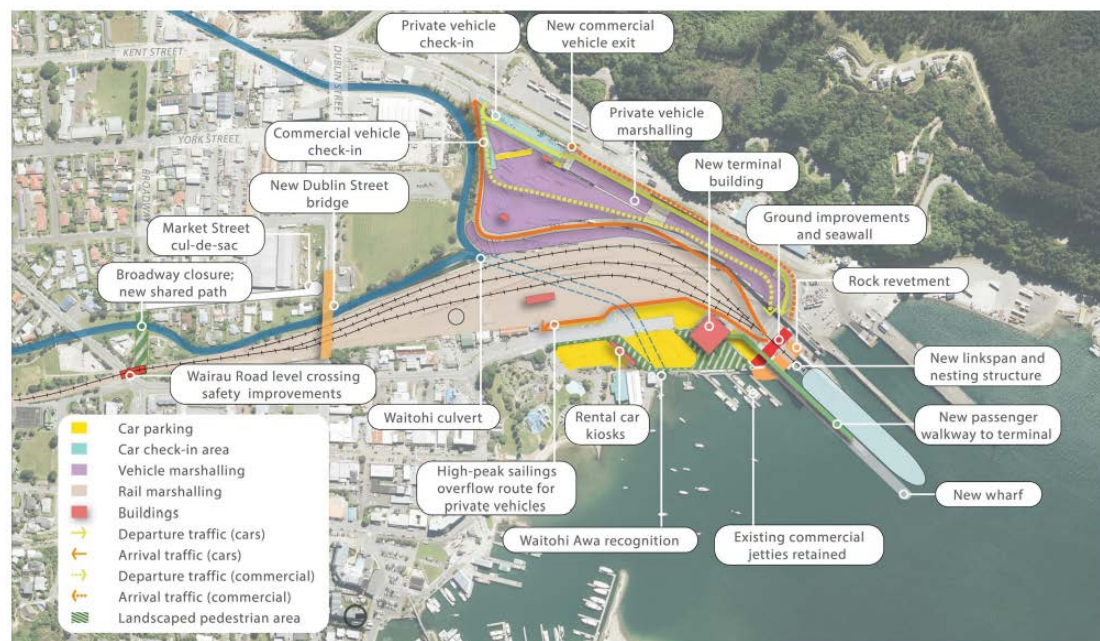 Private vehicle
check-in
New commercial
vehicle exit
KENT STREET
DUBLIN STREET
Commercial vehicle
check-in
Private vehicle
marshalling
YORK STREET
New terminal
building
BROADWAY
New Dublin Street
bridge
Market Street
cul-de-sac
Ground improvements
and seawall
Broadway closure;
new shared path
Rock revetment
Wairau Road level crossing
safety improvements
Waitohi culvert
Rental car
kiosks
New linkspan and
nesting structure
New passenger
walkway to terminal
High-peak sailings
overflow route for
private vehicles
New wharf
Waitohi Awa recognition
Existing commercial
jetties retained
Car parking
Car check-in area
Vehicle marshalling
Rail marshalling
Buildings
Departure traffic (cars)
Arrival traffic (cars)
Departure traffic (commercial)
Arrival traffic (commercial)
Landscaped pedestrian area